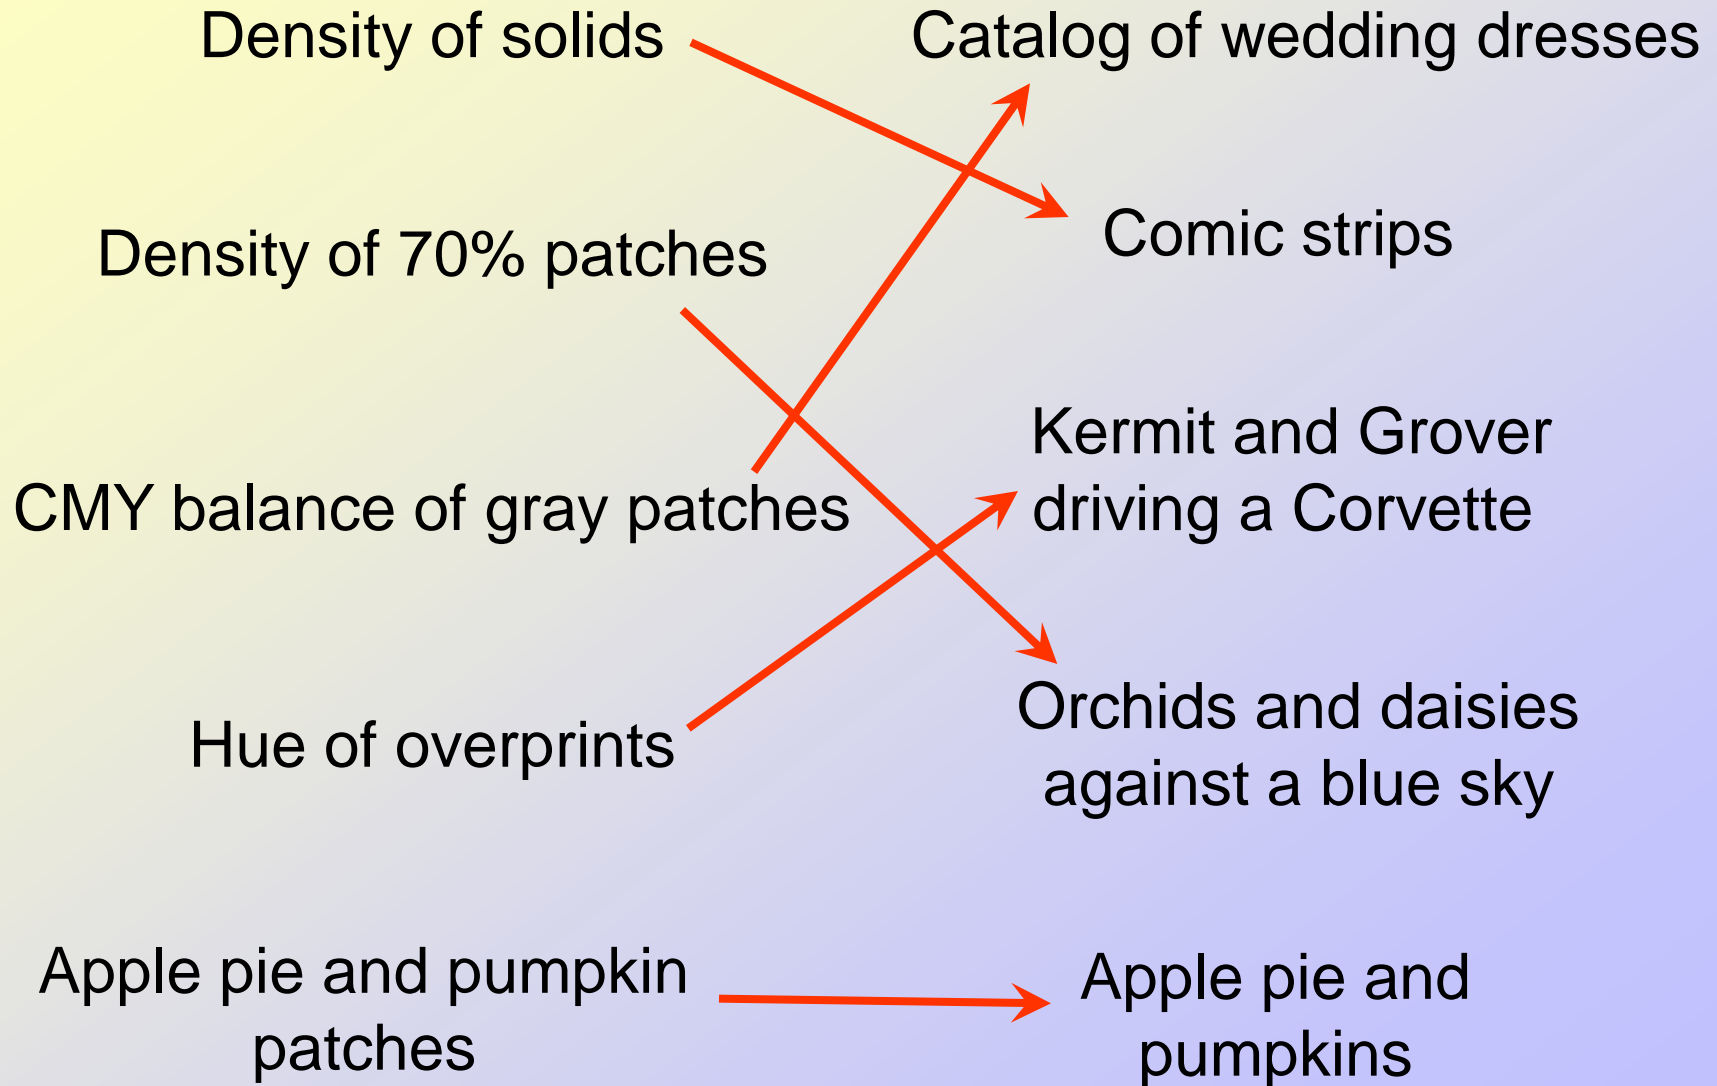 Density of solids
Catalog of wedding dresses
Density of 70% patches
Comic strips
CMY balance of gray patches
Kermit and Grover
driving a Corvette
Hue of overprints
Orchids and daisies
against a blue sky
Apple pie and pumpkin
patches
Apple pie and
pumpkins